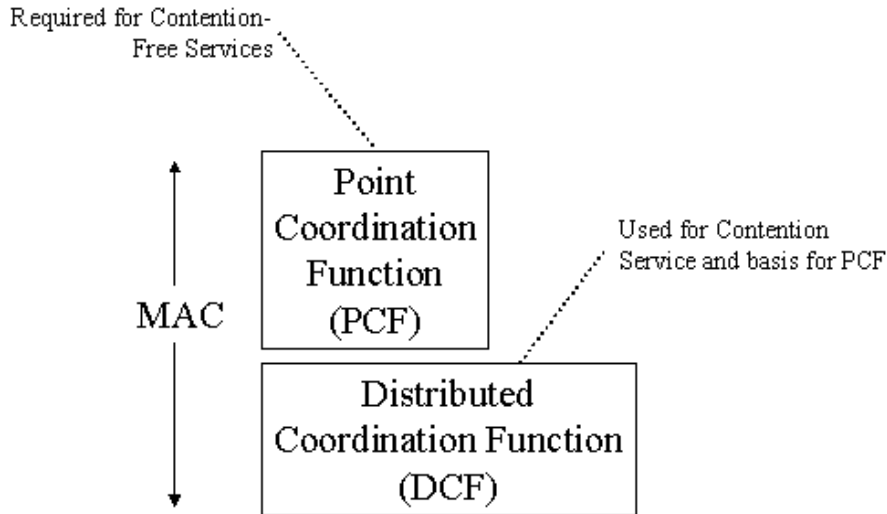 Required for Contention-
Free Services
Point
Coordination
Function
(PCF)
Used for Contention
Service and basis for PCF
MAC
Distributed
Coordination Function
(DCF)